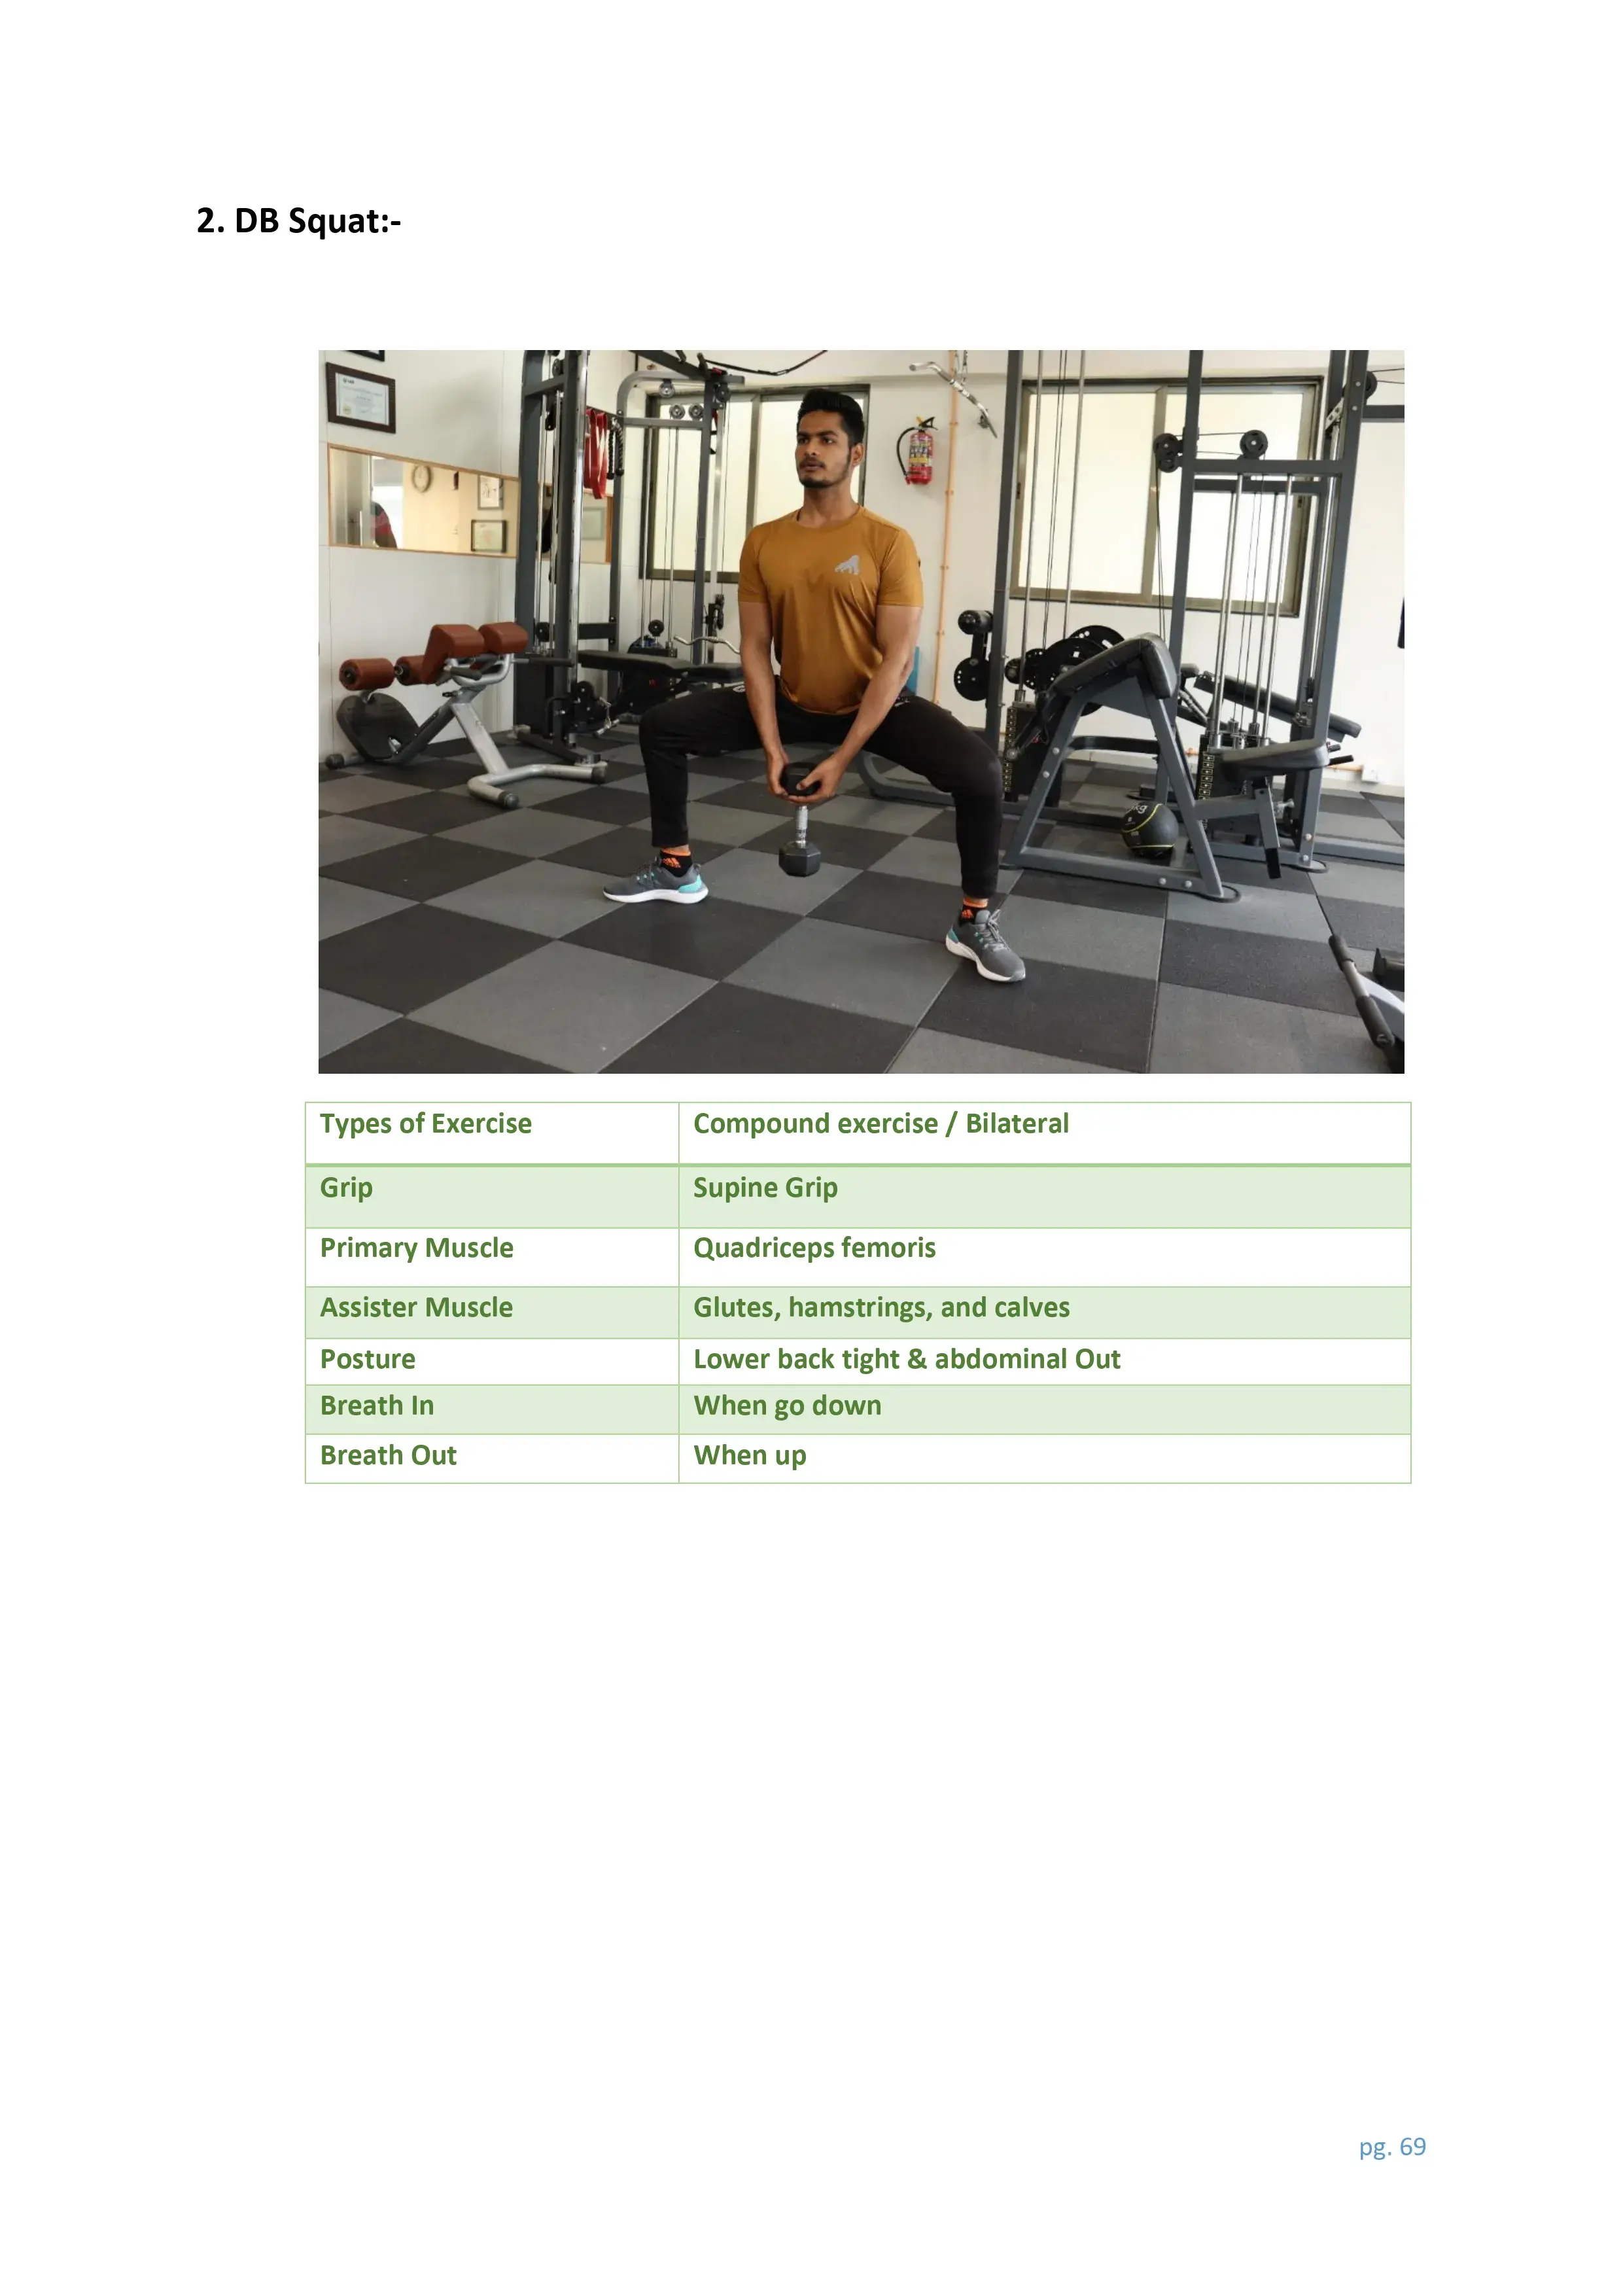 2. DB Squat:-
Types of Exercise Compound exercise / Bilateral
Grip Supine Grip
Primary Muscle Quadriceps femoris
Assister Muscle Glutes, hamstrings, and calves
Posture Lower back tight & abdominal Out
Breath In When go down
Breath Out When up
pg. 69